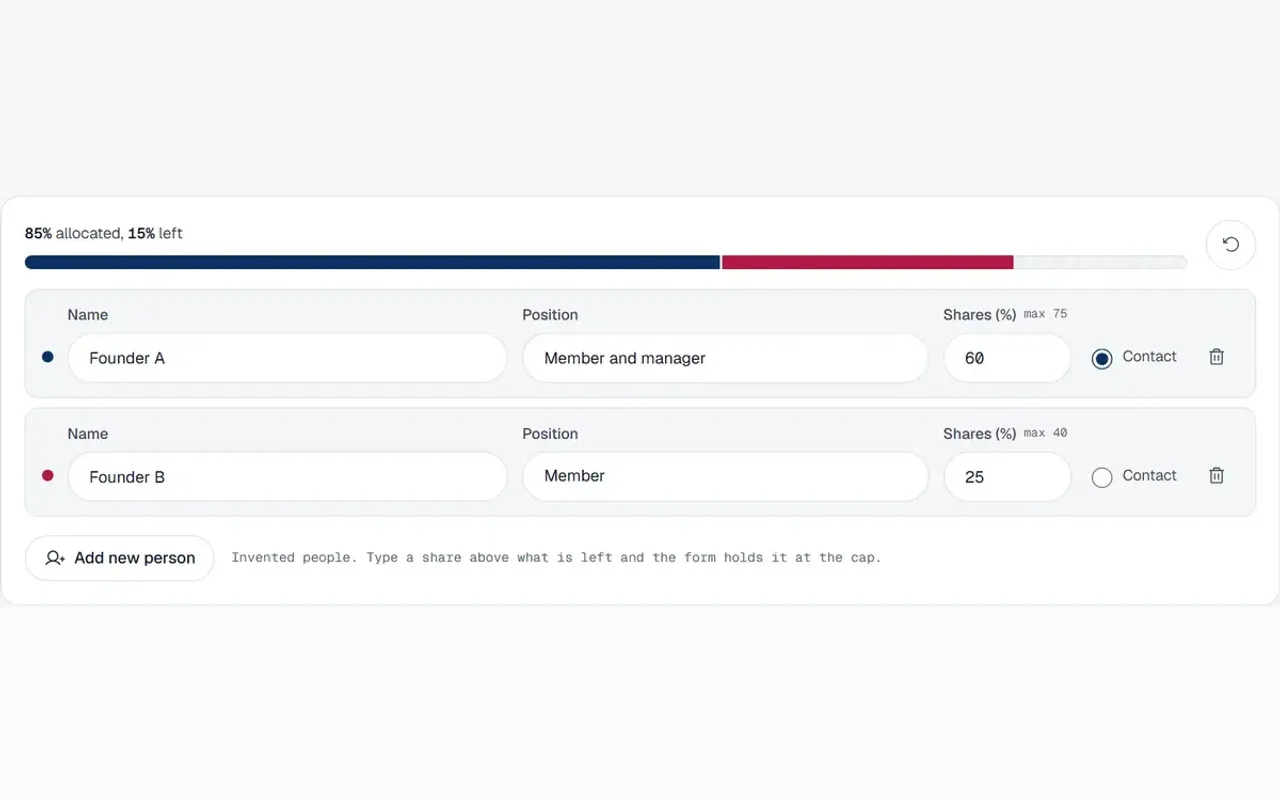 85% allocated, 15% left
Name Position Shares (%) max 75
Founder A Member and manager 60 Contact
Name Position Shares (%) max 40
Founder B Member 25 Contact
Add new person Invented people. Type a share above what is left and the form holds it at the cap.